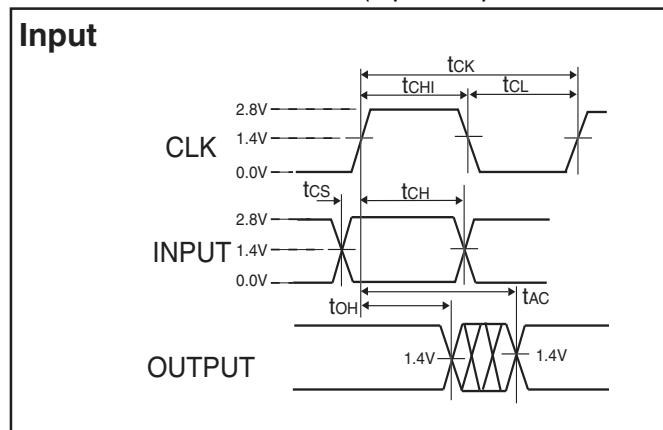 Input
tCK
tCHI tCL
2.8V
1.4V
CLK
0.0V
tCS tCH
2.8V
INPUT 1.4V
0.0V
tAC
tOH
1.4V 1.4V
OUTPUT